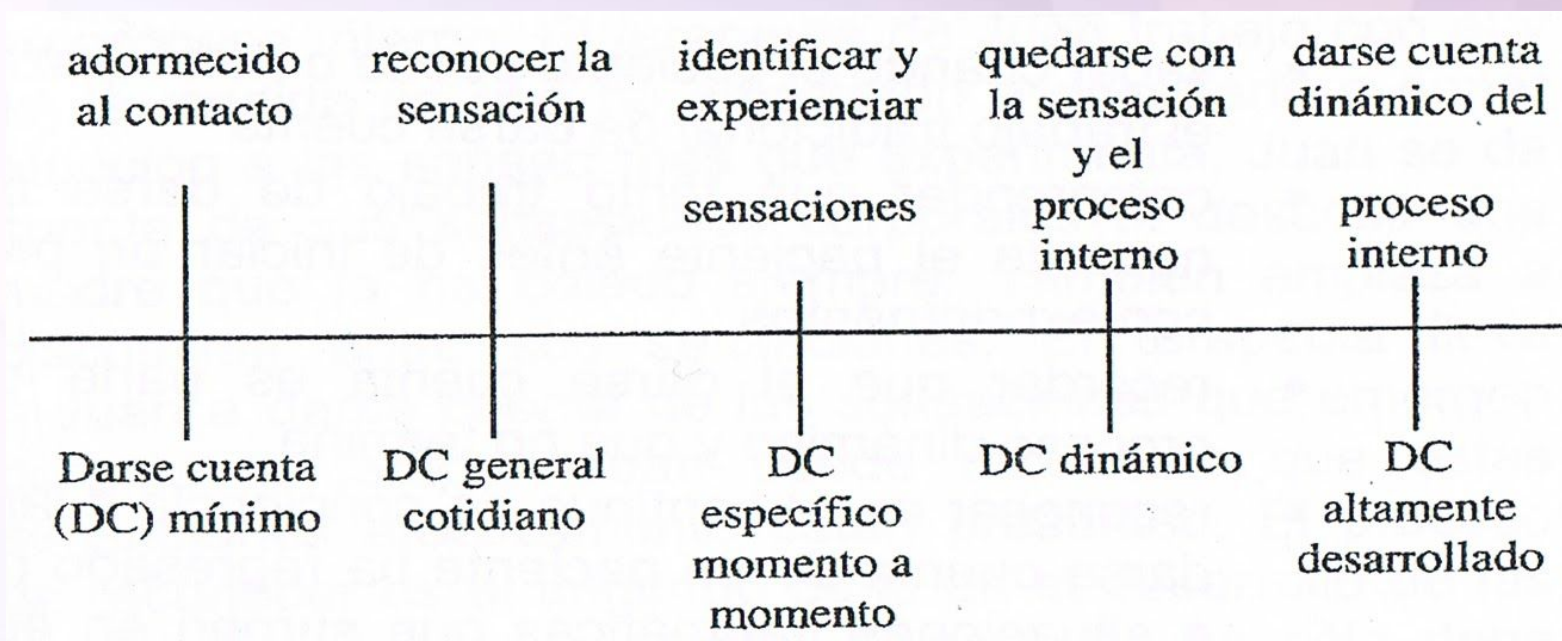 adormecido
al contacto
reconocer la
sensación
identificar y
experienciar
sensaciones
quedarse con
la sensación
y el
proceso
interno
darse cuenta
dinámico del
proceso
interno
Darse cuenta
(DC) mínimo
DC general
cotidiano
DC
específico
momento a
momento
DC dinámico
DC
altamente
desarrollado